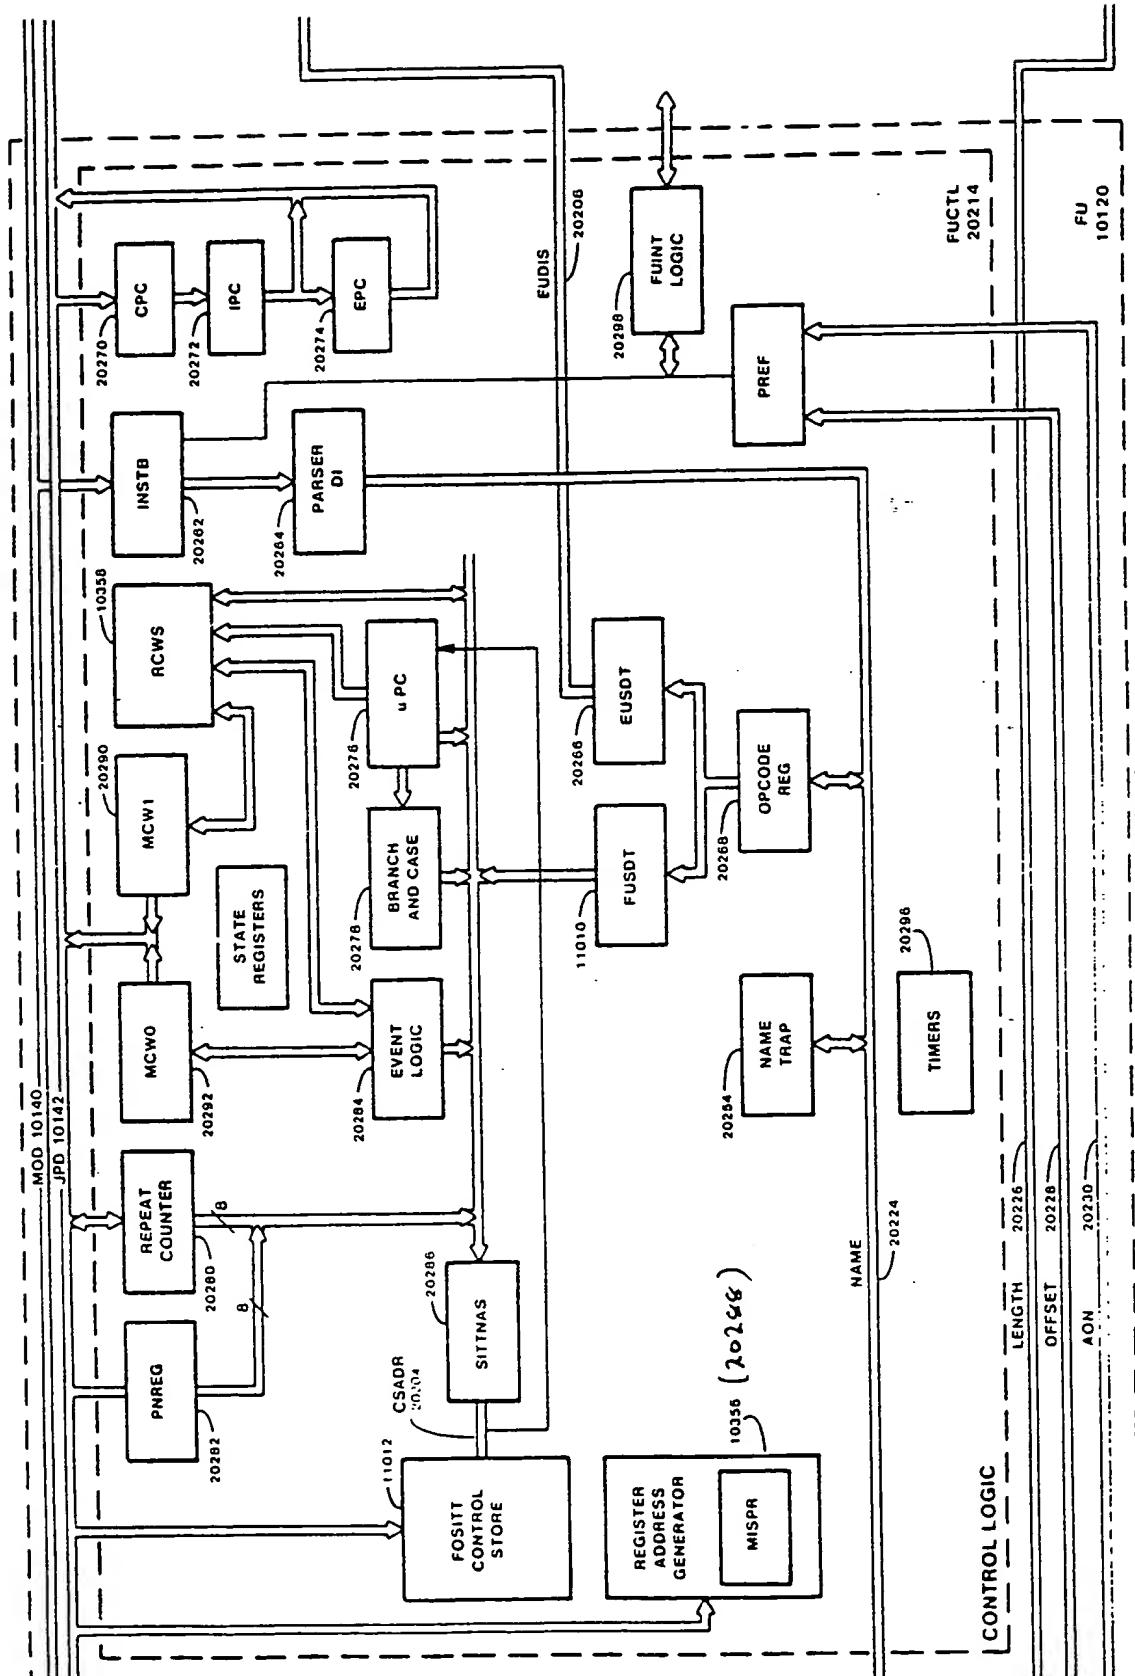 MOD 10140
JPD 10142
PNREG
20282
REPEAT
COUNTER
20280
8
8
MCW0
20292
MCW1
20290
STATE
REGISTERS
RCWS
10358
INSTB
20262
CPC
20270
IPC
20272
EPC
20274
PARSER
DI
20264
u PC
20276
BRANCH
AND CASE
20278
EVENT
LOGIC
20284
SITTNAS
20286
CSADR
20204
FOSITT
CONTROL
STORE
11012
REGISTER
ADDRESS
GENERATOR
MISPR
10356
(20288)
FUSDT
11010
EUSDT
20266
EUDIS
20206
FUINT
LOGIC
20298
PREF
OPCODE
REG
20268
NAME
TRAP
20254
TIMERS
20296
NAME
20224
CONTROL LOGIC
FUCTL
20214
LENGTH
20226
OFFSET
20228
AON
20230
FU
10120